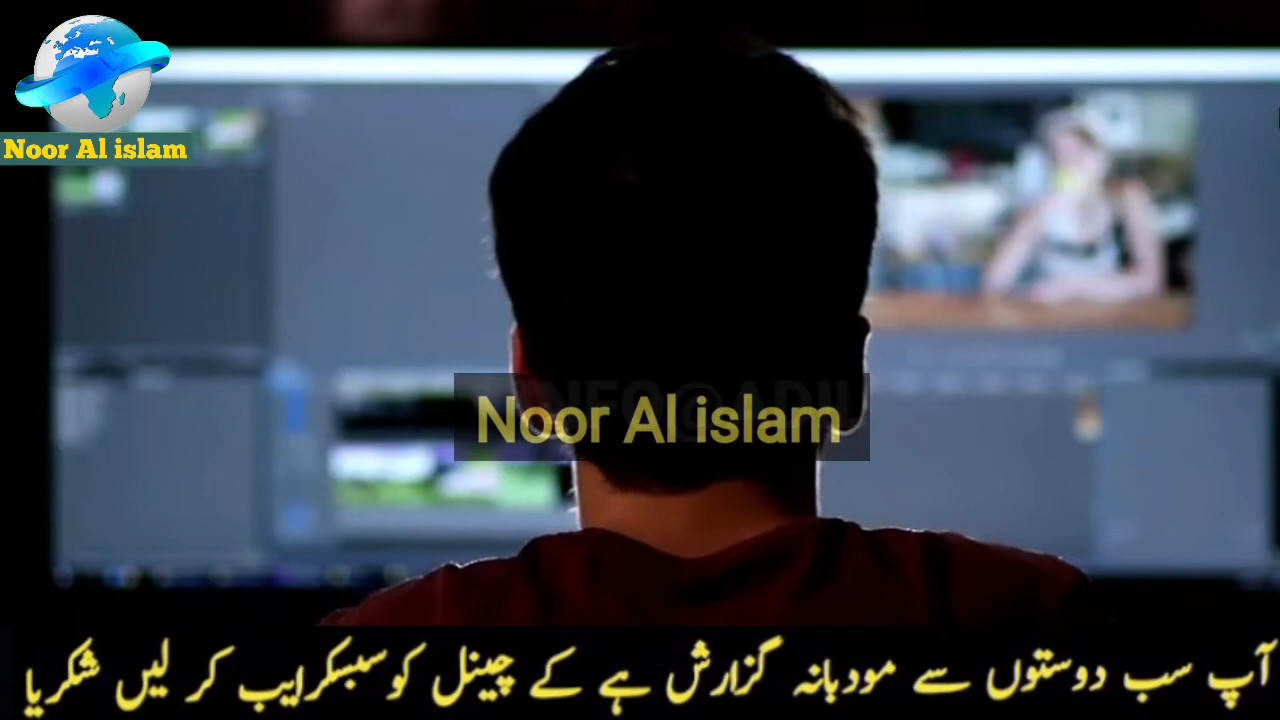 Noor Al islam
Noor Al islam
آپ سب دوستوں سے مودبانہ گزارش ہے کے چینل کو سبسکرایب کر لیں شکریا